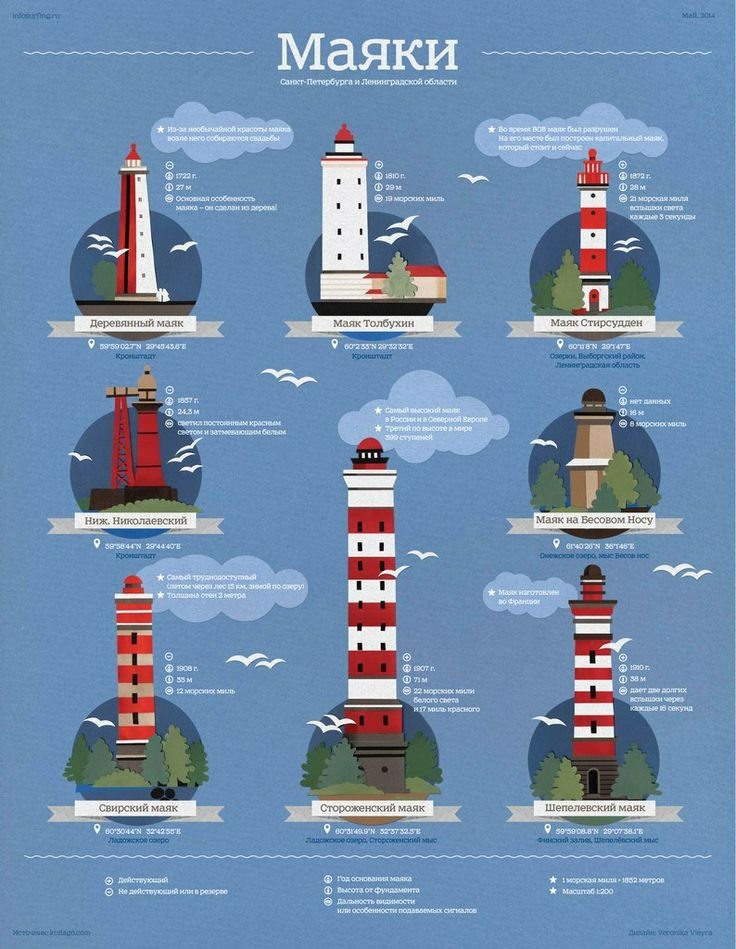 infosurfing.ru
Май, 2014
Маяки
Санкт-Петербурга и Ленинградской области
★ Из-за необычайной красоты маяка
возле него собираются свадьбы
⊖
1722 г.
27 м
Основная особенность
маяка – он сделан из дерева!
Деревянный маяк
59°59'02.7"N 29°45'43.6"E
Кронштадт
⊕
1810 г.
29 м
19 морских миль
Маяк Толбухин
60°2'33"N 29°32'32"E
Кронштадт
★ Во время ВОВ маяк был разрушен
На его месте был построен капитальный маяк,
который стоит и сейчас
⊕
1872 г.
28 м
21 морская миля
вспышки света
каждые 3 секунды
Маяк Стирсудден
60°11'8"N 29°1'47"E
Озерки, Выборгский район,
Ленинградская область
⊖
1857 г.
24,3 м
светил постоянным красным
светом и затмевающим белым
Ниж. Николаевский
59°58'44"N 29°44'40"E
Кронштадт
★ Самый высокий маяк
в России и в Северной Европе
★ Третий по высоте в мире
399 ступеней
⊕
1907 г.
71 м
22 морских мили
белого света
и 17 миль красного
Стороженский маяк
60°31'49.9"N 32°37'32.5"E
Ладожское озеро, Стороженский мыс
⊖
нет данных
16 м
8 морских миль
Маяк на Бесовом Носу
61°40'26"N 36°1'46"E
Онежское озеро, мыс Бесов нос
★ Самый труднодоступный
(летом через лес 15 км, зимой по озеру)
★ Толщина стен 2 метра
⊖
1908 г.
35 м
12 морских миль
Свирский маяк
60°30'44"N 32°42'55"E
Ладожское озеро
★ Маяк изготовлен
во Франции
⊕
1910 г.
38 м
дает две долгих
вспышки через
каждые 16 секунд
Шепелевский маяк
59°59'08.8"N 29°07'38.1"E
Финский залив, Шепелёвский мыс
⊕ Действующий
⊖ Не действующий или в резерве
Год основания маяка
Высота от фундамента
Дальность видимости
или особенности подаваемых сигналов
★ 1 морская миля = 1852 метров
★ Масштаб 1:200
Источник: kudago.com
Дизайн: Veronika Vieyra